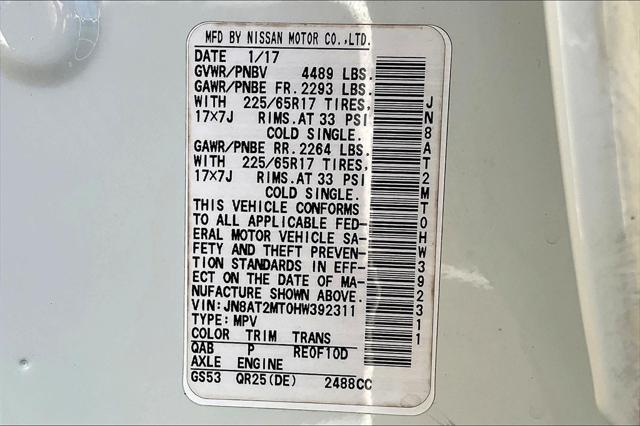 MFD BY NISSAN MOTOR CO.,LTD.
DATE 1/17
GVWR/PNBV 4489 LBS.
GAWR/PNBE FR.2293 LBS.
WITH 225/65R17 TIRES,
17×7J RIMS.AT 33 PSI
COLD SINGLE.
GAWR/PNBE RR.2264 LBS.
WITH 225/65R17 TIRES,
17×7J RIMS.AT 33 PSI
COLD SINGLE.
THIS VEHICLE CONFORMS
TO ALL APPLICABLE FED-
ERAL MOTOR VEHICLE SA-
FETY AND THEFT PREVEN-
TION STANDARDS IN EFF-
ECT ON THE DATE OF MA-
NUFACTURE SHOWN ABOVE.
VIN:JN8AT2MT0HW392311
TYPE:MPV
COLOR TRIM TRANS
QAB P RE0F10D
AXLE ENGINE
GS53 QR25(DE) 2488CC
JN8AT2MT0HW392311